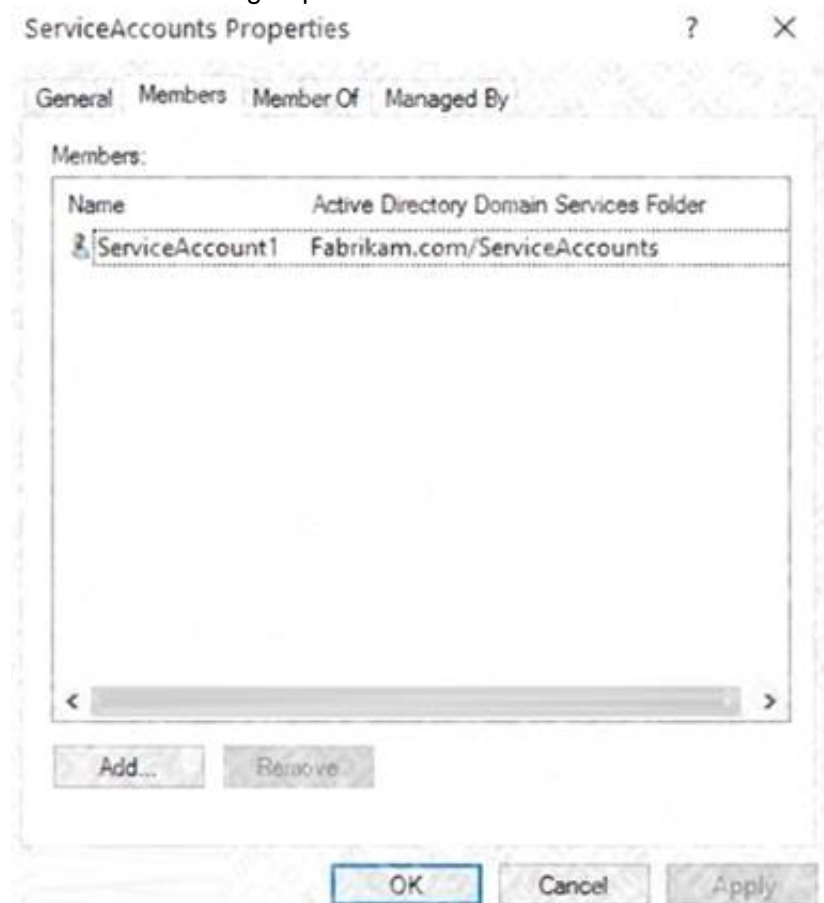 ServiceAccounts Properties ? ×
General Members Member Of Managed By
Members:
Name Active Directory Domain Services Folder
ServiceAccount1 Fabrikam.com/ServiceAccounts
< >
Add... Remove
OK Cancel Apply